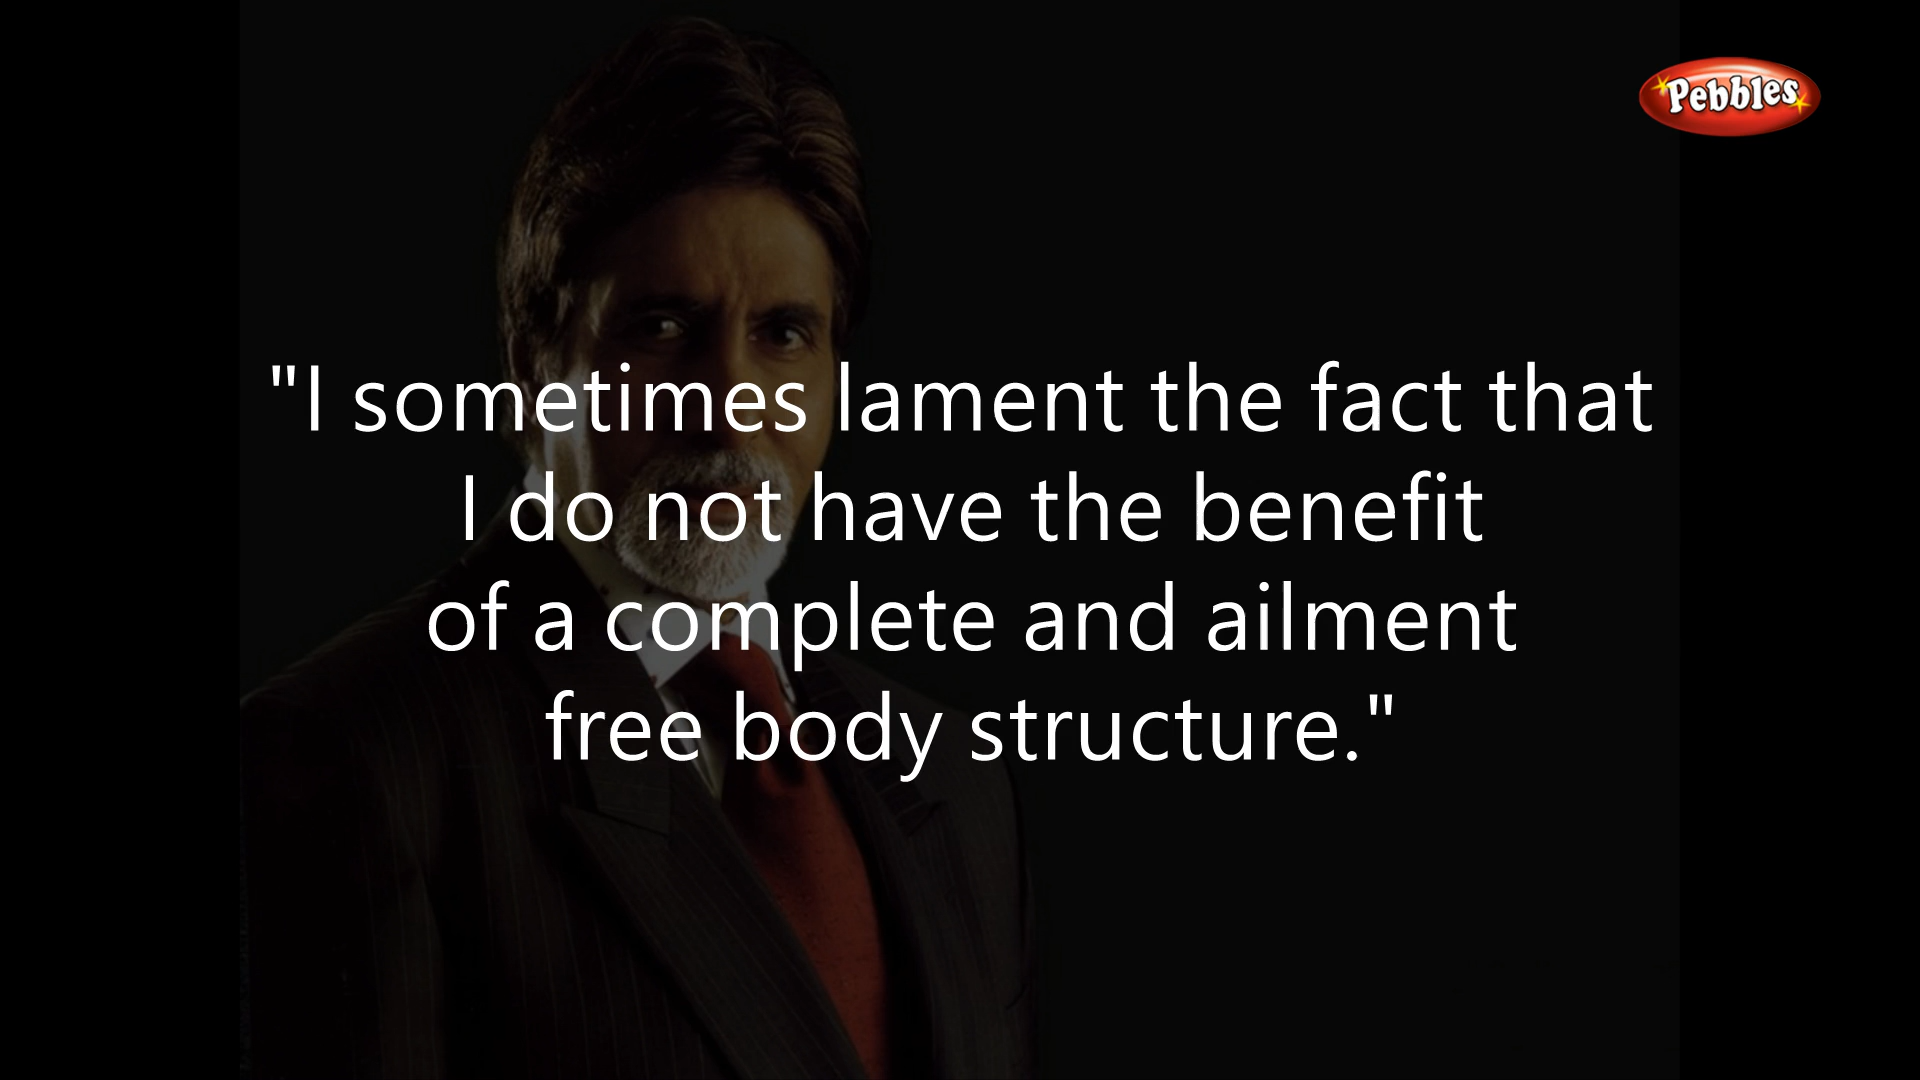 Pebbles
"I sometimes lament the fact that
I do not have the benefit
of a complete and ailment
free body structure."